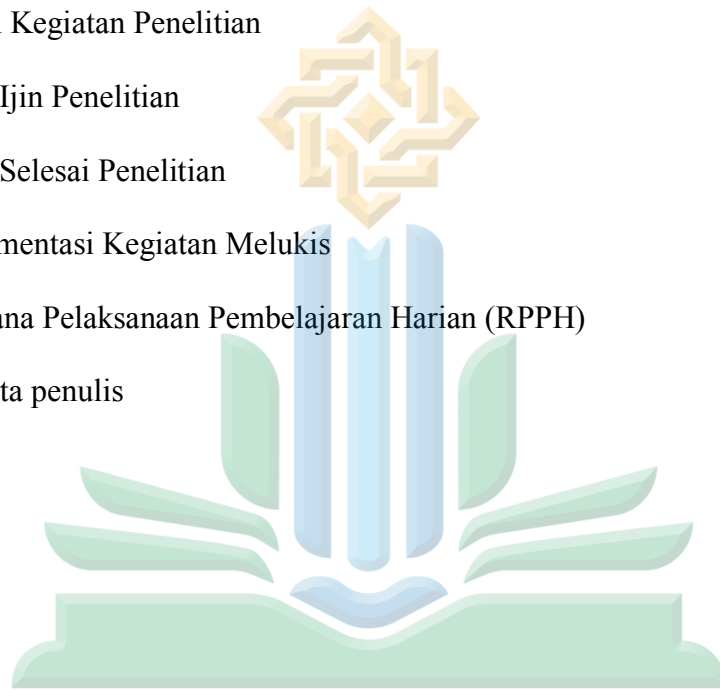 Kegiatan Penelitian
Ijin Penelitian
Selesai Penelitian
mentasi Kegiatan Melukis
ana Pelaksanaan Pembelajaran Harian (RPPH)
ta penulis